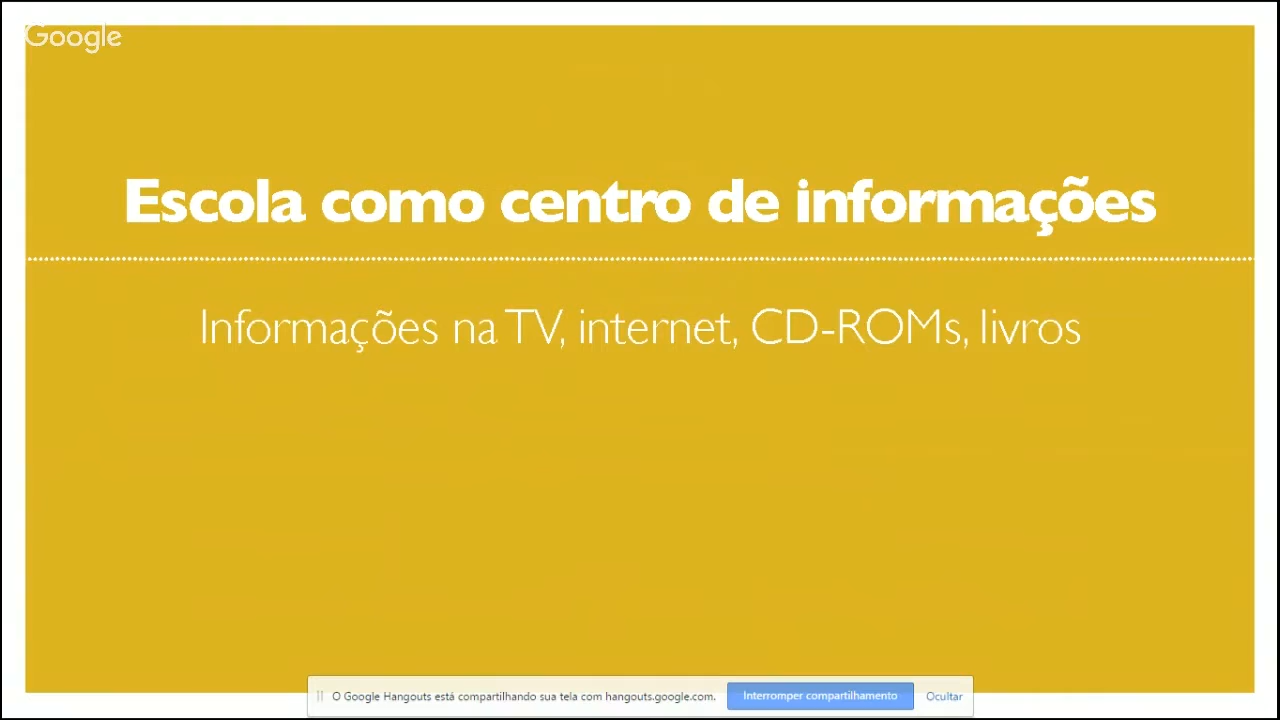 Google
Escola como centro de informações
Informações na TV, internet, CD-ROMs, livros
O Google Hangouts está compartilhando sua tela com hangouts.google.com. Interromper compartilhamento Ocultar